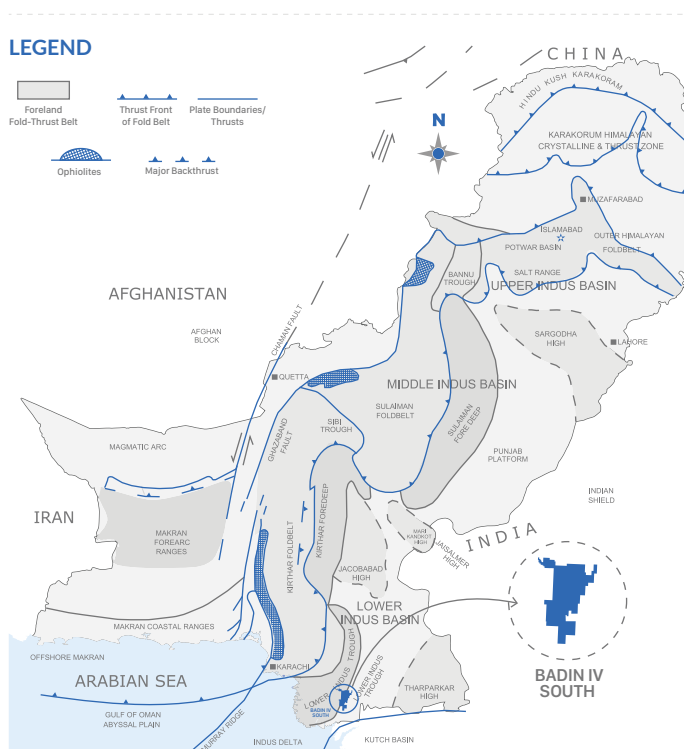 LEGEND
Foreland
Fold-Thrust Belt
Thrust Front
of Fold Belt
Plate Boundaries/
Thrusts
Ophiolites
Major Backthrust
N
CHINA
HINDU KUSH KARAKORAM
KARAKORUM HIMALAYAN
CRYSTALLINE & THRUST ZONE
MUZAFARABAD
ISLAMABAD
OUTER HIMALAYAN
FOLDBELT
POTWAR BASIN
BANNU
TROUGH
SALT RANGE
UPPER INDUS BASIN
AFGHANISTAN
AFGHAN
BLOCK
CHAMAN FAULT
SARGODHA
HIGH
LAHORE
QUETTA
MIDDLE INDUS BASIN
SULAIMAN
FOLDBELT
SULAIMAN
FORE DEEP
GHAZABAND
FAULT
SIBI
TROUGH
PUNJAB
PLATFORM
MAGMATIC ARC
INDIAN
SHIELD
IRAN
MAKRAN
FOREARC
RANGES
MARI
KANDKOT
HIGH
JAISALMER
HIGH
INDIA
KIRTHAR FOLDBELT
KIRTHAR FOREDEEP
JACOBABAD
HIGH
LOWER
INDUS BASIN
MAKRAN COASTAL RANGES
OFFSHORE MAKRAN
KARACHI
ARABIAN SEA
LOWER INDUS TROUGH
LOWER INDUS
TROUGH
BADIN IV
SOUTH
THARPARKAR
HIGH
BADIN IV
SOUTH
GULF OF OMAN
ABYSSAL PLAIN
MURRAY RIDGE
INDUS DELTA
KUTCH BASIN